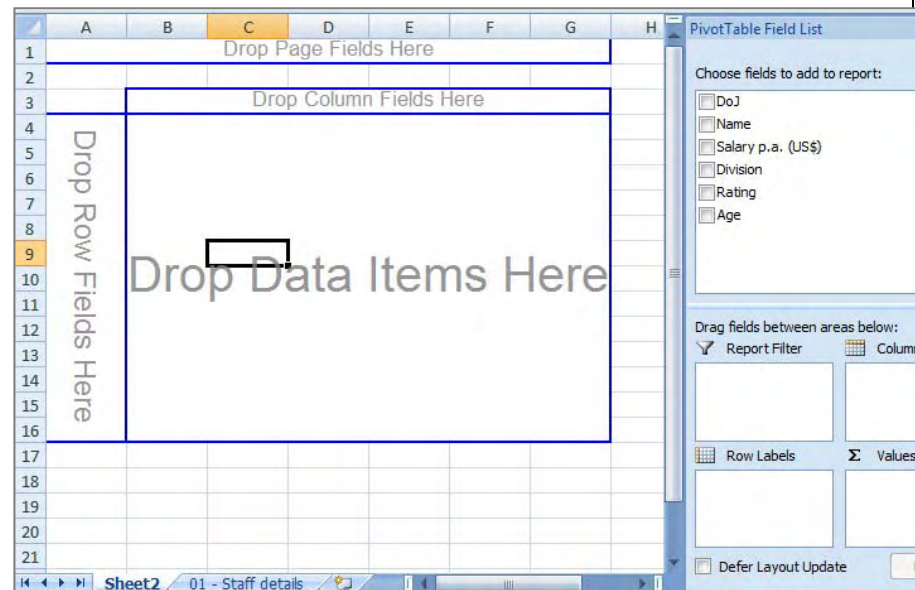 A B C D E F G H
PivotTable Field List
1 Drop Page Fields Here
2
Choose fields to add to report:
3 Drop Column Fields Here
DoJ
Name
Salary p.a. (US$)
Division
Rating
Age
4
5
6
7
8
9
10
11
12
13
14
15
16
17
18
19
20
21
Drop Row Fields Here
Drop Data Items Here
Drag fields between areas below:
Report Filter Column
Row Labels Σ Values
Defer Layout Update
Sheet2 01 - Staff details